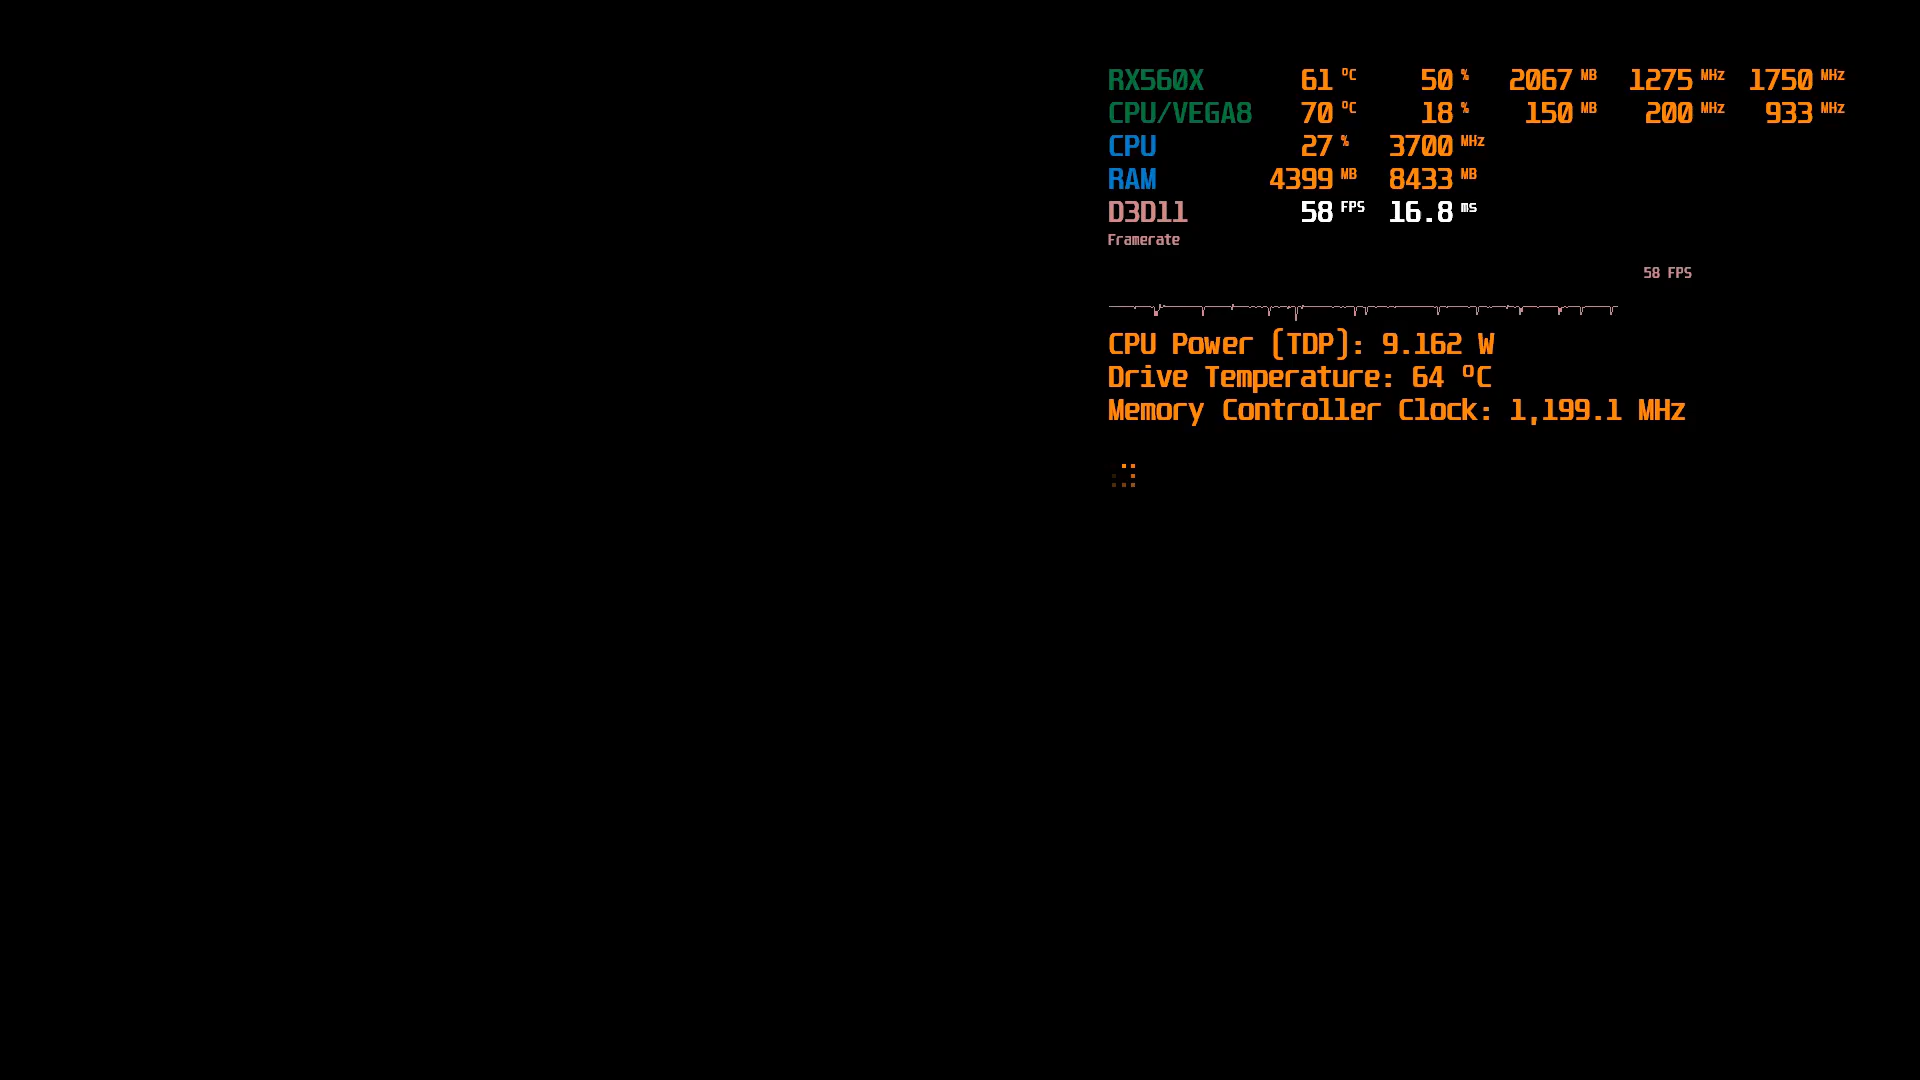 RX560X 61 °C 50 % 2067 MB 1275 MHz 1750 MHz
CPU/VEGA8 70 °C 18 % 150 MB 200 MHz 933 MHz
CPU 27 % 3700 MHz
RAM 4399 MB 8433 MB
D3D11 58 FPS 16.8 ms
Framerate
58 FPS
CPU Power (TDP): 9.162 W
Drive Temperature: 64 °C
Memory Controller Clock: 1,199.1 MHz